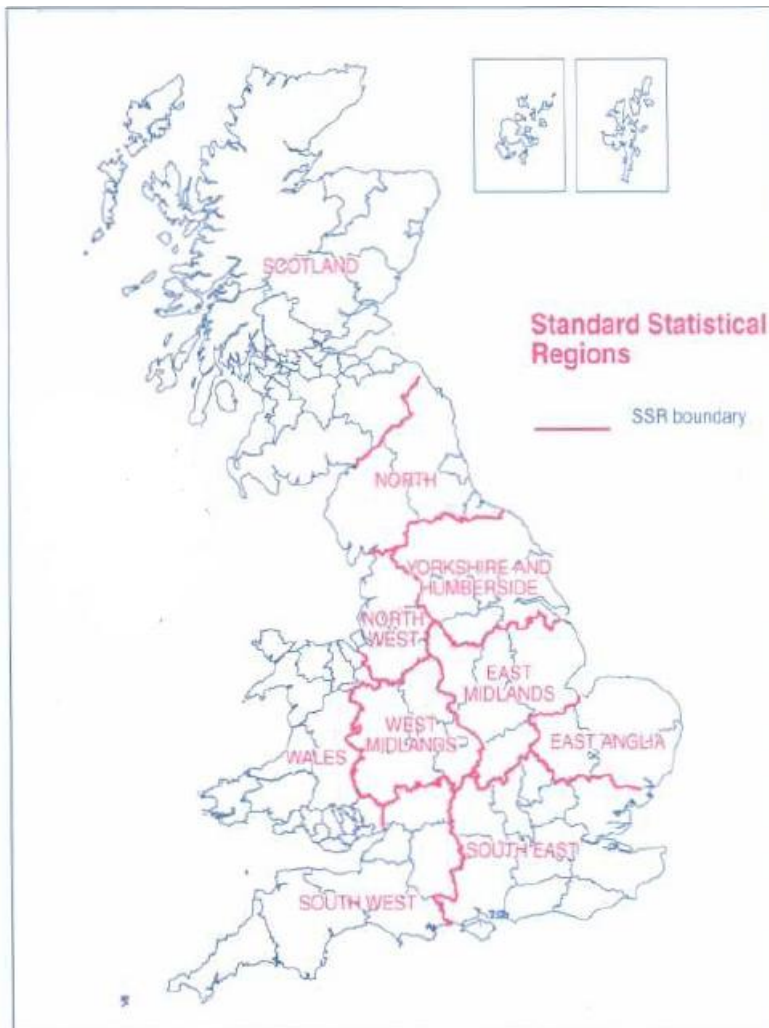 SCOTLAND
Standard Statistical
Regions
SSR boundary
NORTH
YORKSHIRE AND
HUMBERSIDE
NORTH
WEST
EAST
MIDLANDS
WEST
MIDLANDS
EAST ANGLIA
WALES
SOUTH EAST
SOUTH WEST